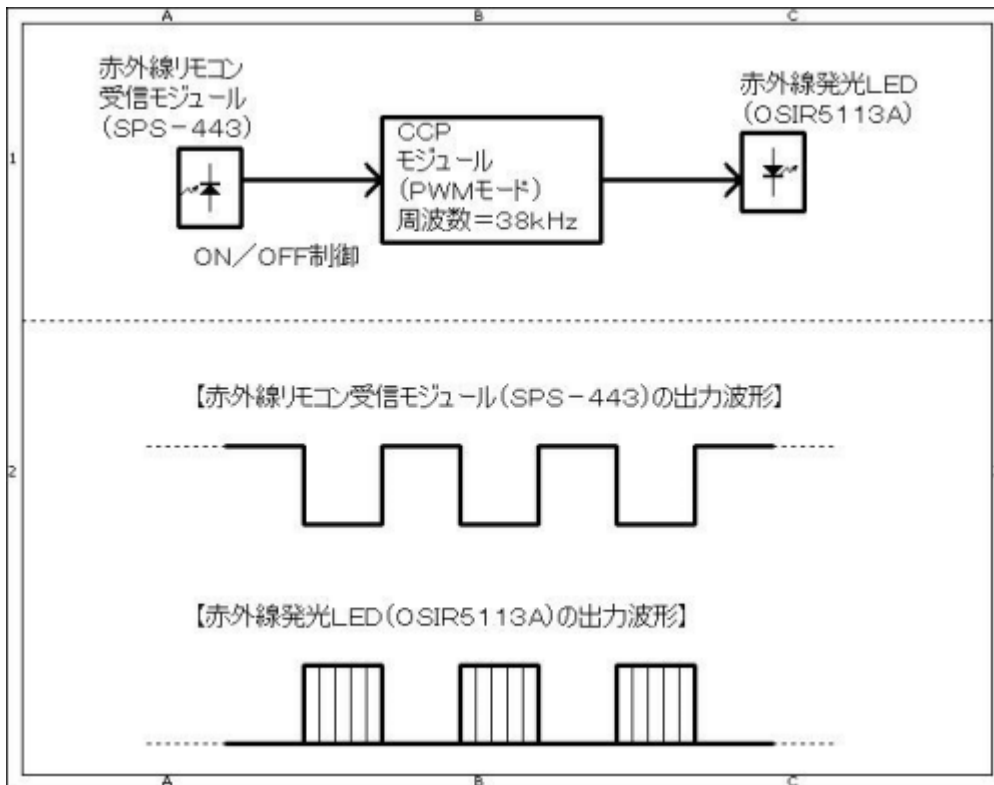 A B C
赤外線リモコン
受信モジュール
(SPS-443)
赤外線発光LED
(OSIR5113A)
1
CCP
モジュール
(PWMモード)
周波数=38kHz
ON/OFF制御
【赤外線リモコン受信モジュール(SPS-443)の出力波形】
2
【赤外線発光LED(OSIR5113A)の出力波形】
A B C